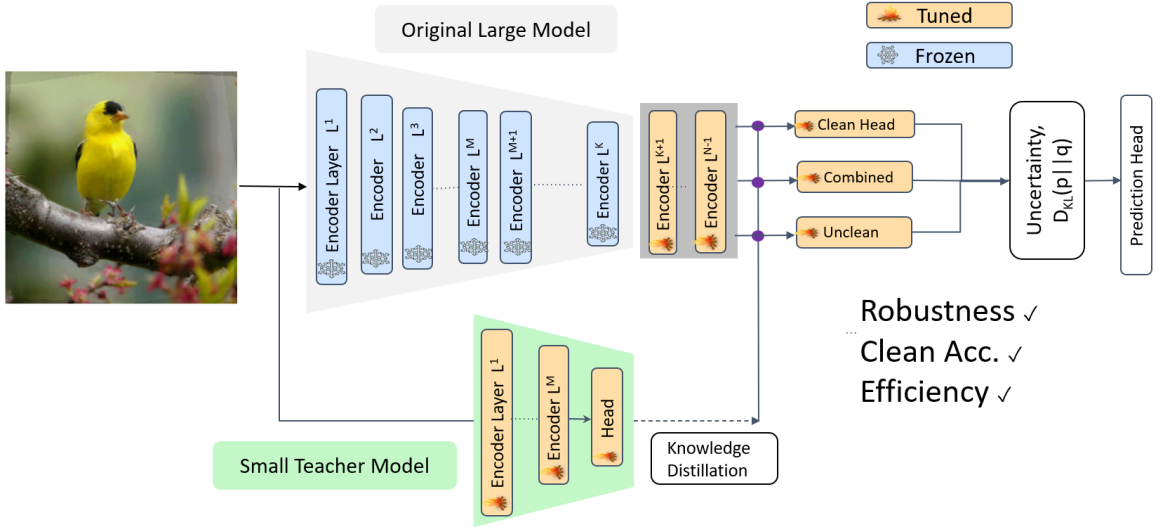 Original Large Model
Tuned
Frozen
Encoder Layer L¹
Encoder L²
Encoder L³
Encoder Lᴹ
Encoder Lᴹ⁺¹
Encoder Lᴷ
Encoder Lᴷ⁺¹
Encoder Lᴺ⁻¹
Clean Head
Combined
Unclean
Uncertainty,
D_KL(p||q)
Prediction Head
Robustness ✓
...
Clean Acc. ✓
Efficiency ✓
Encoder Layer L¹
Encoder Lᴹ
Head
Small Teacher Model
Knowledge
Distillation